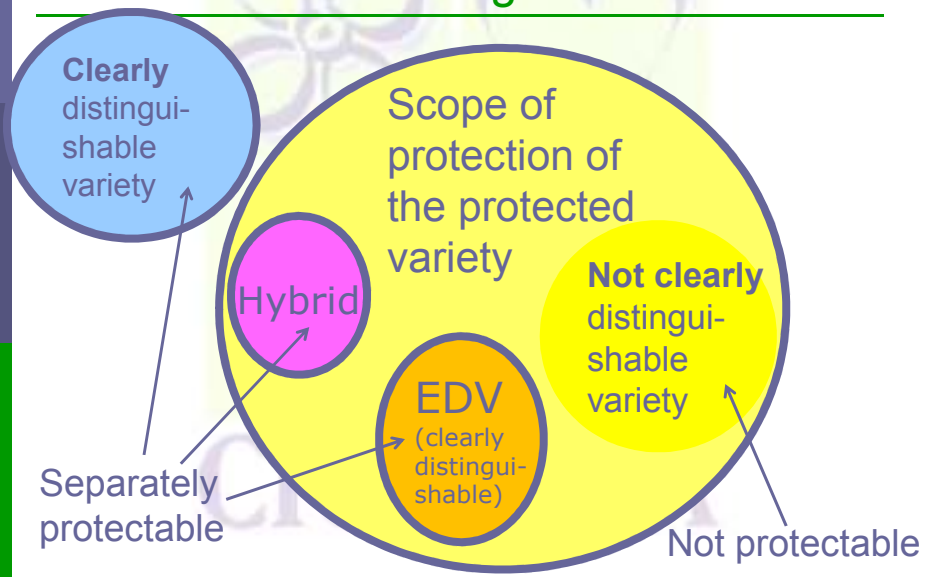 Clearly
distingui-
shable
variety
Scope of
protection of
the protected
variety
Hybrid
Not clearly
distingui-
shable
variety
EDV
(clearly
distingui-
shable)
Separately
protectable
Not protectable